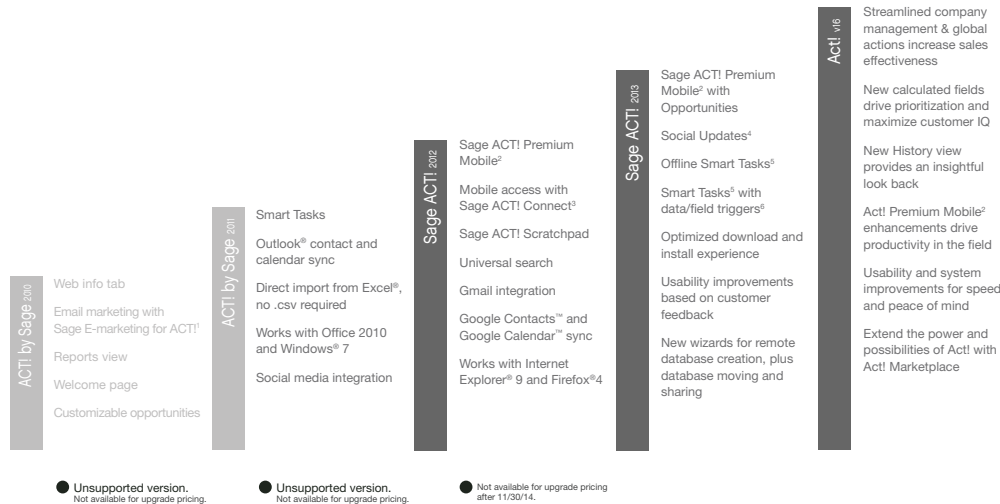 ACT! by Sage 2010
Web info tab
Email marketing with
Sage E-marketing for ACT!¹
Reports view
Welcome page
Customizable opportunities
ACT! by Sage 2011
Smart Tasks
Outlook® contact and
calendar sync
Direct import from Excel®,
no .csv required
Works with Office 2010
and Windows® 7
Social media integration
Sage ACT! 2012
Sage ACT! Premium
Mobile²
Mobile access with
Sage ACT! Connect³
Sage ACT! Scratchpad
Universal search
Gmail integration
Google Contacts™ and
Google Calendar™ sync
Works with Internet
Explorer® 9 and Firefox®4
Sage ACT! 2013
Sage ACT! Premium
Mobile² with
Opportunities
Social Updates⁴
Offline Smart Tasks⁵
Smart Tasks⁵ with
data/field triggers⁶
Optimized download and
install experience
Usability improvements
based on customer
feedback
New wizards for remote
database creation, plus
database moving and
sharing
Act! v16
Streamlined company
management & global
actions increase sales
effectiveness
New calculated fields
drive prioritization and
maximize customer IQ
New History view
provides an insightful
look back
Act! Premium Mobile²
enhancements drive
productivity in the field
Usability and system
improvements for speed
and peace of mind
Extend the power and
possibilities of Act! with
Act! Marketplace
Unsupported version.
Not available for upgrade pricing.
Unsupported version.
Not available for upgrade pricing.
Not available for upgrade pricing
after 11/30/14.